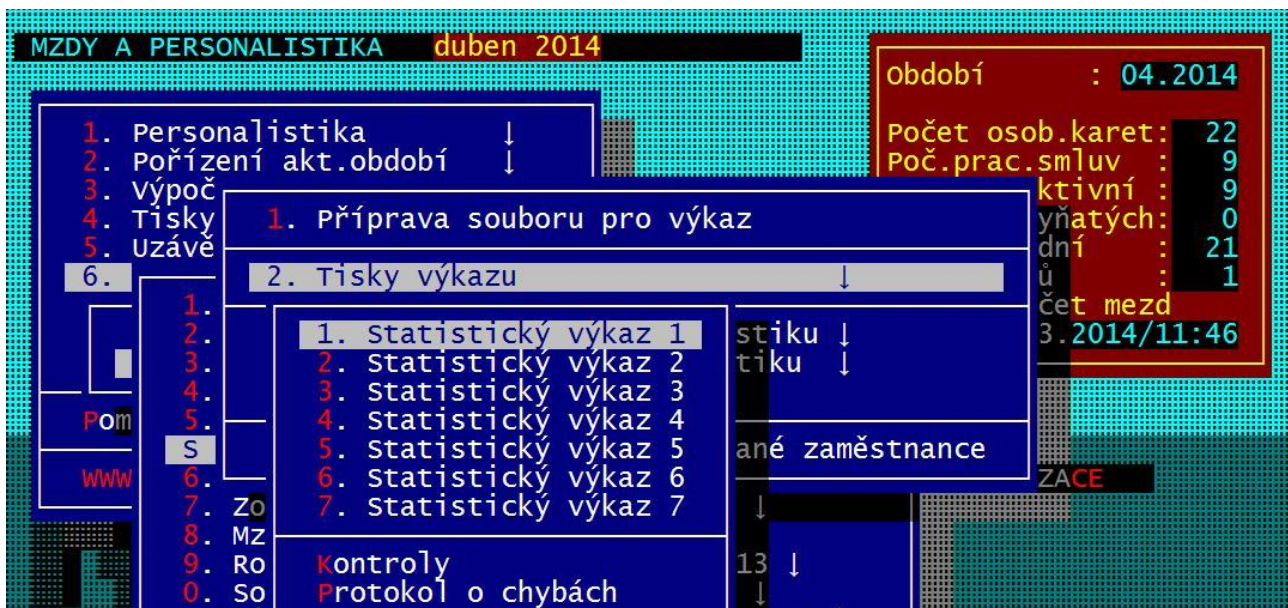 MZDY A PERSONALISTIKA duben 2014
Období : 04.2014
Počet osob.karet: 22
Poč.prac.smluv : 9
ktivní : 9
yňatých: 0
dní : 21
ů : 1
čet mezd
3.2014/11:46
1. Personalistika ↓
2. Pořízení akt.období ↓
3. Výpoč
4. Tisky
5. Uzávě
6.
Pom
WWW
1.
2.
3.
4.
5.
S
6.
7. Zo
8. Mz
9. Ro
0. So
1. Příprava souboru pro výkaz
2. Tisky výkazu ↓
stiku ↓
tiku ↓
ané zaměstnance
1. Statistický výkaz 1
2. Statistický výkaz 2
3. Statistický výkaz 3
4. Statistický výkaz 4
5. Statistický výkaz 5
6. Statistický výkaz 6
7. Statistický výkaz 7
Kontroly
Protokol o chybách
ZACE
↓
13 ↓
↓